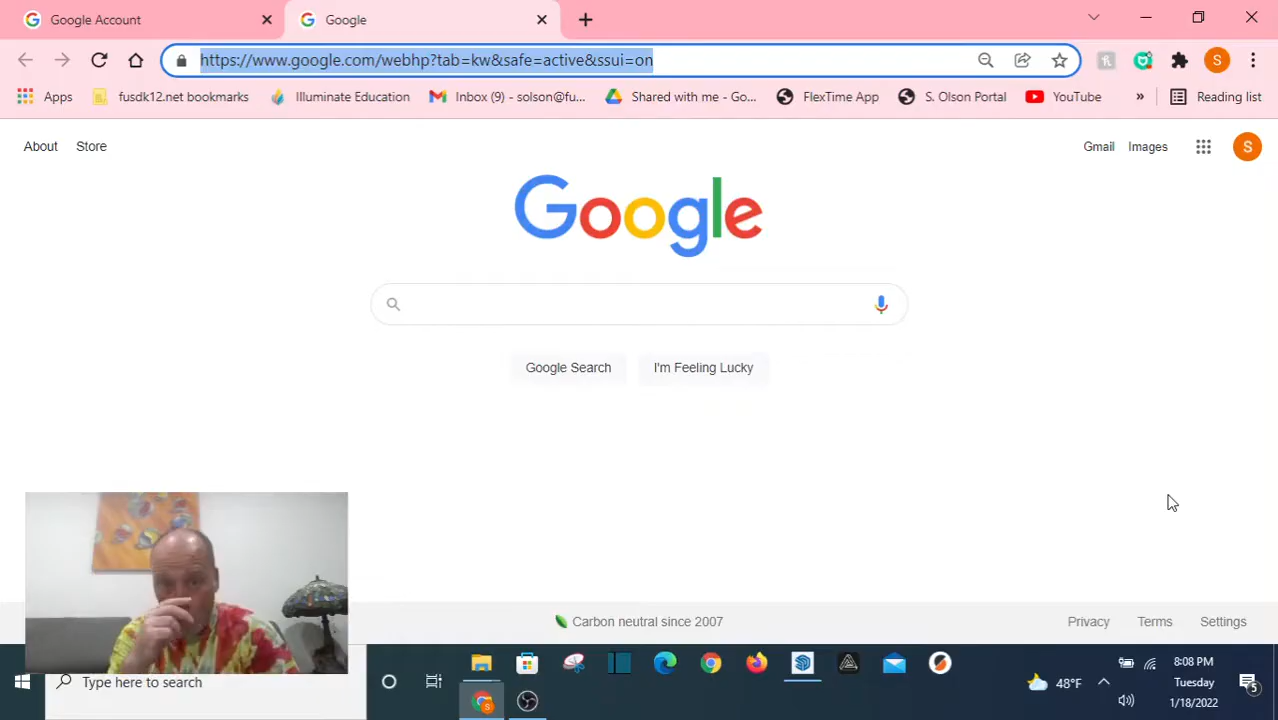 Google Account
Google
https://www.google.com/webhp?tab=kw&safe=active&ssui=on
S
Apps
fusdk12.net bookmarks
Illuminate Education
Inbox (9) - solson@fu...
Shared with me - Go...
FlexTime App
S. Olson Portal
YouTube
»
Reading list
About
Store
Gmail
Images
S
Google
Google Search
I'm Feeling Lucky
Carbon neutral since 2007
Privacy
Terms
Settings
Type here to search
S
48°F
8:08 PM
Tuesday
1/18/2022
5